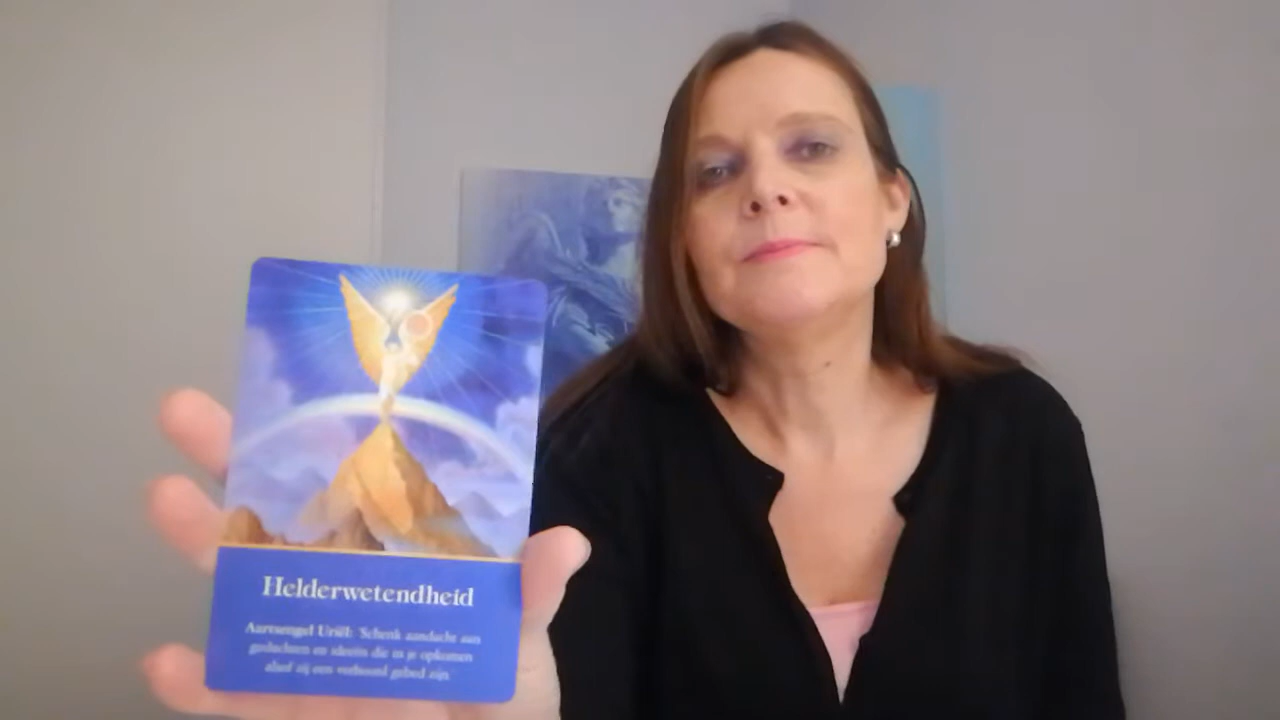 Helderwetendheid
Aartsengel Uriël: 'Schenk aandacht aan
gedachten en ideeën die in je opkomen
alsof zij een verhoord gebed zijn.